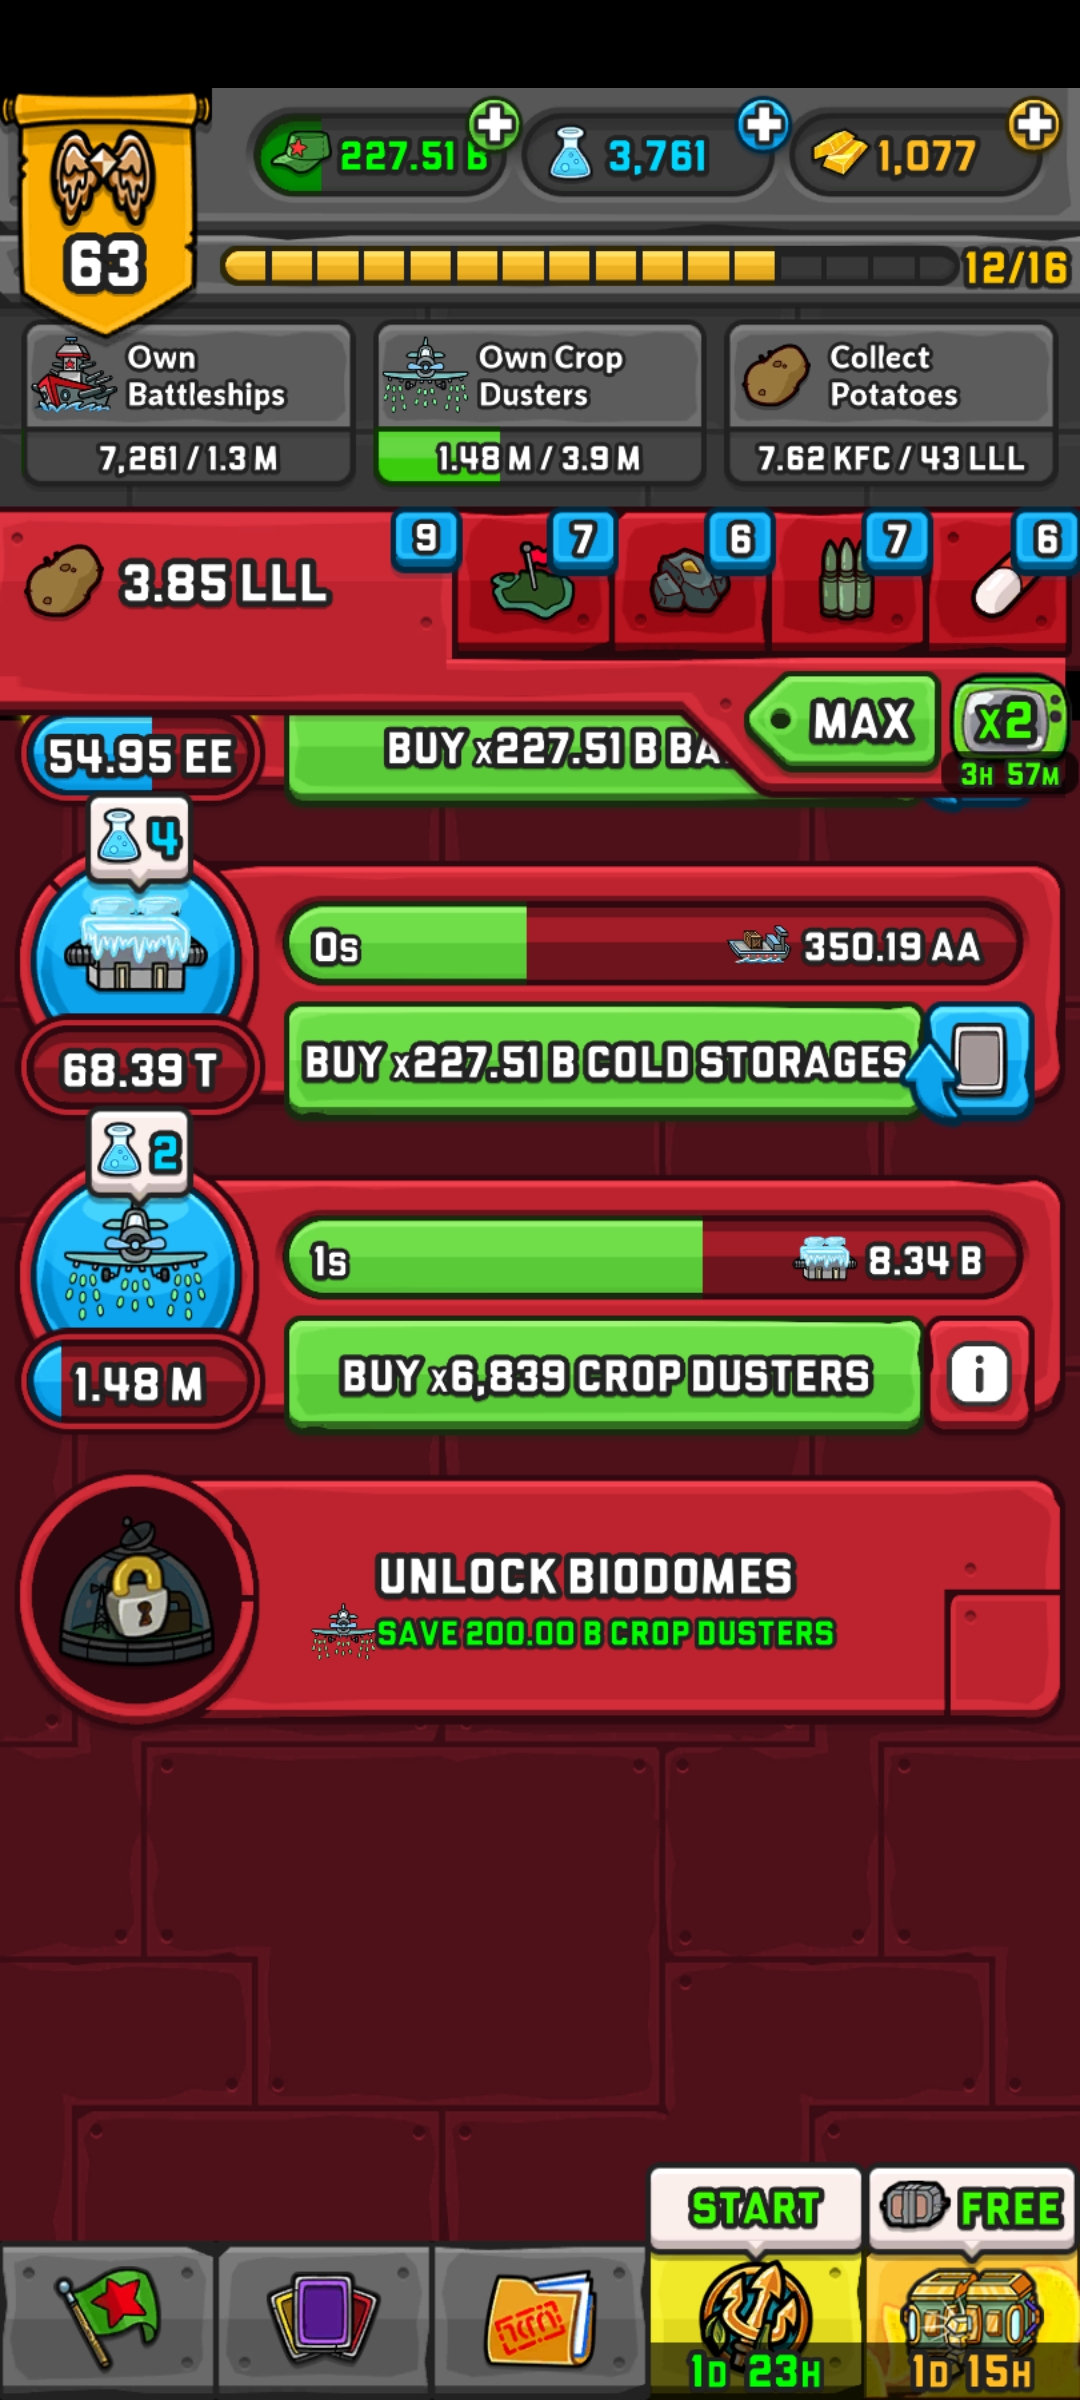 63
227.51 B
3,761
1,077
12/16
Own
Battleships
7,261 / 1.3 M
Own Crop
Dusters
1.48 M / 3.9 M
Collect
Potatoes
7.62 KFC / 43 LLL
3.85 LLL
9
7
6
7
6
MAX
x2
3H 57M
54.95 EE
BUY x227.51 B BA
4
0s
350.19 AA
68.39 T
BUY x227.51 B COLD STORAGES
2
1s
8.34 B
1.48 M
BUY x6,839 CROP DUSTERS
i
UNLOCK BIODOMES
SAVE 200.00 B CROP DUSTERS
START
FREE
1D 23H
1D 15H